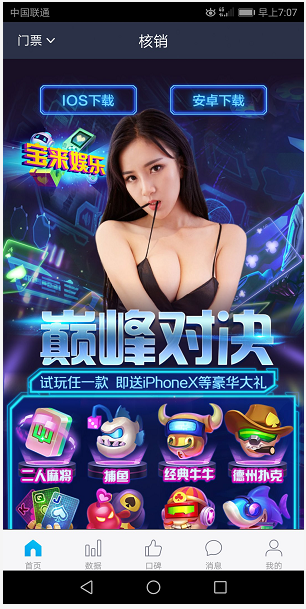 中国联通
早上7:07
门票
核销
IOS下载
安卓下载
宝来娱乐
巅峰对决
试玩任一款 即送iPhoneX等豪华大礼
二人麻将
捕鱼
经典牛牛
德州扑克
首页
数据
口碑
消息
我的